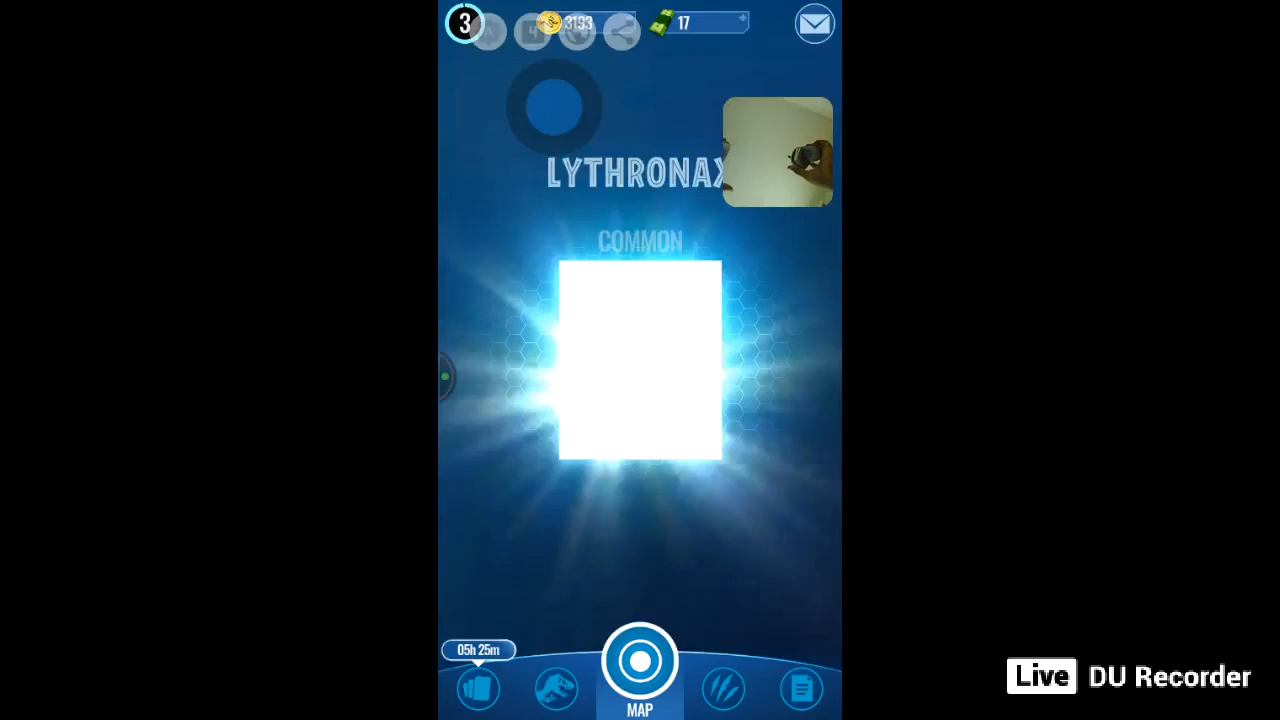 3
3193
17
LYTHRONAX
COMMON
05h 25m
MAP
Live DU Recorder